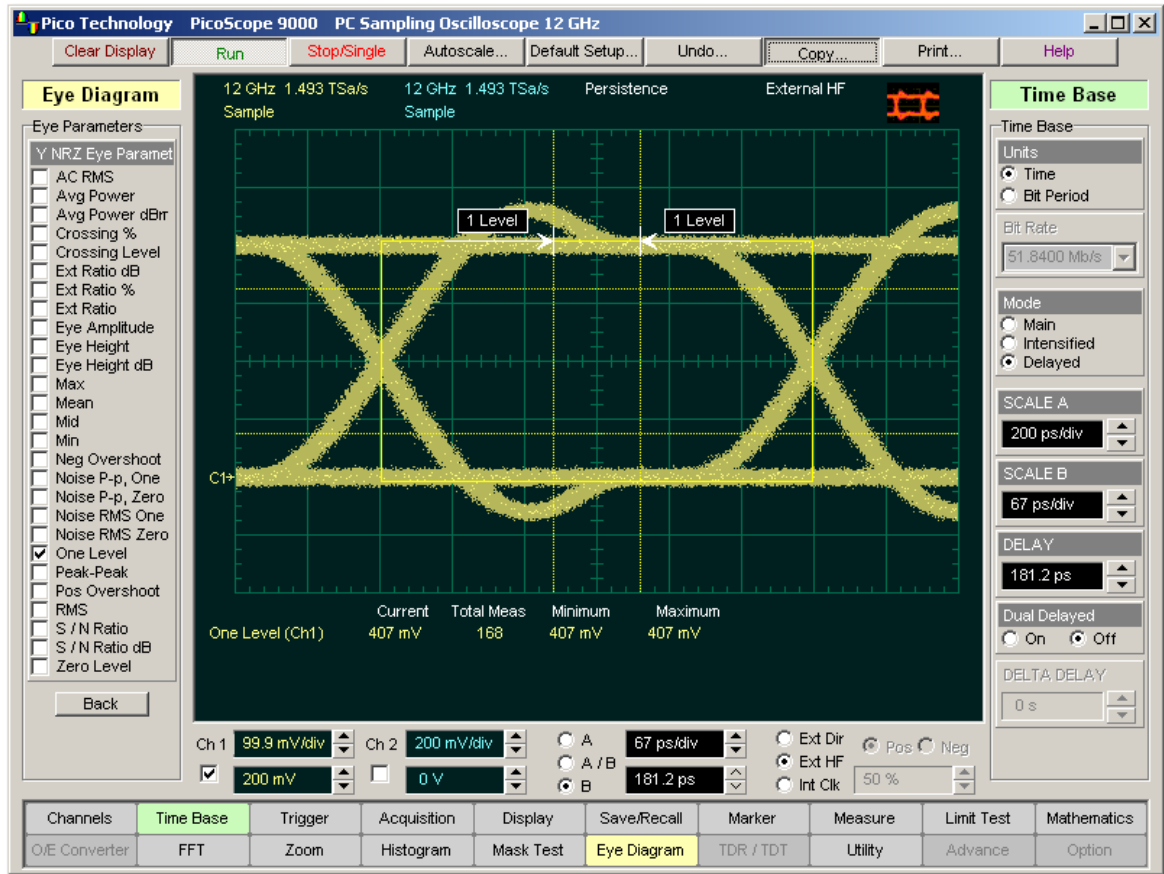 Pico Technology PicoScope 9000 PC Sampling Oscilloscope 12 GHz
Clear Display Run Stop/Single Autoscale... Default Setup... Undo... Copy... Print... Help
Eye Diagram
Eye Parameters
Y NRZ Eye Paramet
AC RMS
Avg Power
Avg Power dBm
Crossing %
Crossing Level
Ext Ratio dB
Ext Ratio %
Ext Ratio
Eye Amplitude
Eye Height
Eye Height dB
Max
Mean
Mid
Min
Neg Overshoot
Noise P-p, One
Noise P-p, Zero
Noise RMS One
Noise RMS Zero
One Level
Peak-Peak
Pos Overshoot
RMS
S / N Ratio
S / N Ratio dB
Zero Level
Back
12 GHz 1.493 TSa/s 12 GHz 1.493 TSa/s Persistence External HF
Sample Sample
1 Level 1 Level
C1
Current Total Meas Minimum Maximum
One Level (Ch1) 407 mV 168 407 mV 407 mV
Time Base
Time Base
Units
Time
Bit Period
Bit Rate
51.8400 Mb/s
Mode
Main
Intensified
Delayed
SCALE A
200 ps/div
SCALE B
67 ps/div
DELAY
181.2 ps
Dual Delayed
On Off
DELTA DELAY
0 s
Ch 1 99.9 mV/div Ch 2 200 mV/div A 67 ps/div Ext Dir Pos Neg
A / B Ext HF
200 mV 0 V B 181.2 ps Int Clk 50 %
Channels Time Base Trigger Acquisition Display Save/Recall Marker Measure Limit Test Mathematics
O/E Converter FFT Zoom Histogram Mask Test Eye Diagram TDR / TDT Utility Advance Option